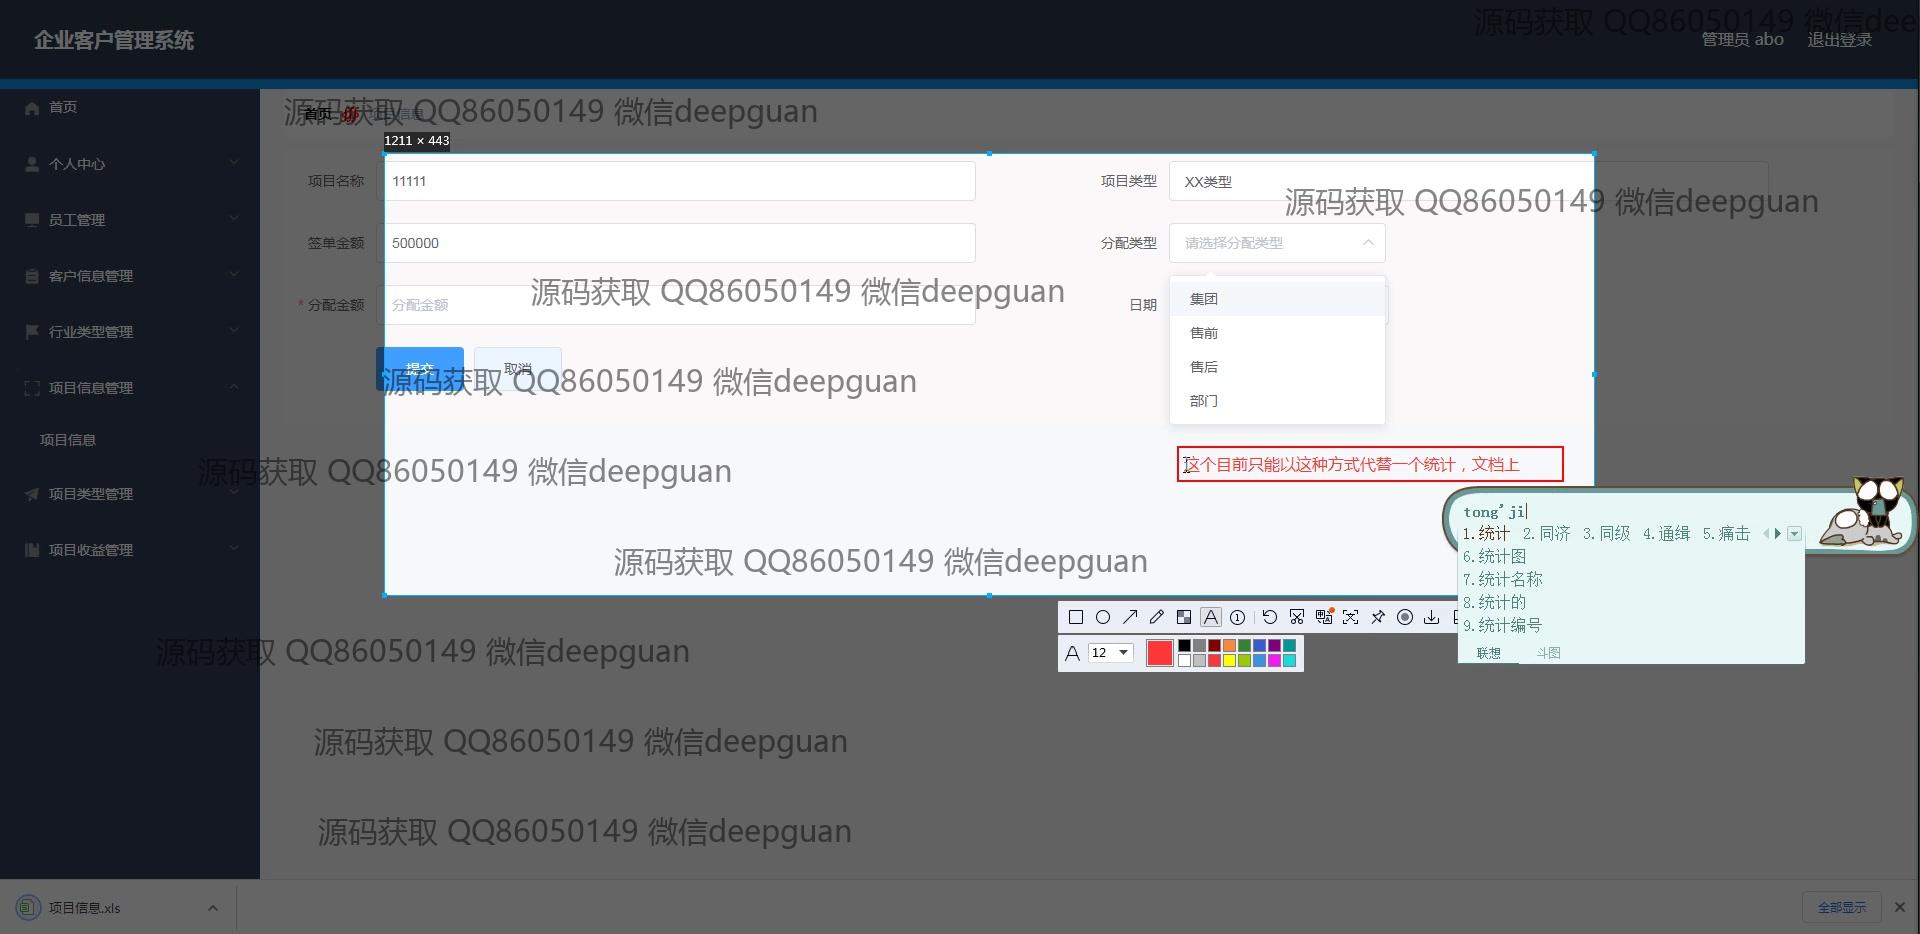 源码获取 QQ86050149 微信dee
企业客户管理系统
管理员 abo 退出登录
首页
源码获取 QQ86050149 微信deepguan
首页 项目信息
1211 × 443
个人中心
项目名称 11111 项目类型 XX类型
源码获取 QQ86050149 微信deepguan
员工管理
签单金额 500000 分配类型 请选择分配类型
客户信息管理
源码获取 QQ86050149 微信deepguan
* 分配金额 分配金额 日期
集团
售前
售后
部门
行业类型管理
提交 取消
源码获取 QQ86050149 微信deepguan
项目信息管理
项目信息
源码获取 QQ86050149 微信deepguan
这个目前只能以这种方式代替一个统计，文档上
项目类型管理
tong'ji
1.统计 2.同济 3.同级 4.通缉 5.痛击
6.统计图
7.统计名称
8.统计的
9.统计编号
联想 斗图
项目收益管理
源码获取 QQ86050149 微信deepguan
A 12
源码获取 QQ86050149 微信deepguan
源码获取 QQ86050149 微信deepguan
源码获取 QQ86050149 微信deepguan
项目信息.xls
全部显示